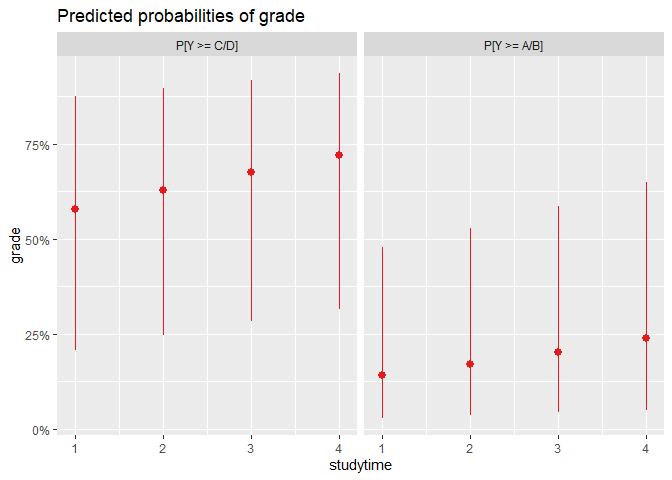 Predicted probabilities of grade
P[Y >= C/D]
P[Y >= A/B]
75%
50%
25%
0%
grade
1 2 3 4
1 2 3 4
studytime